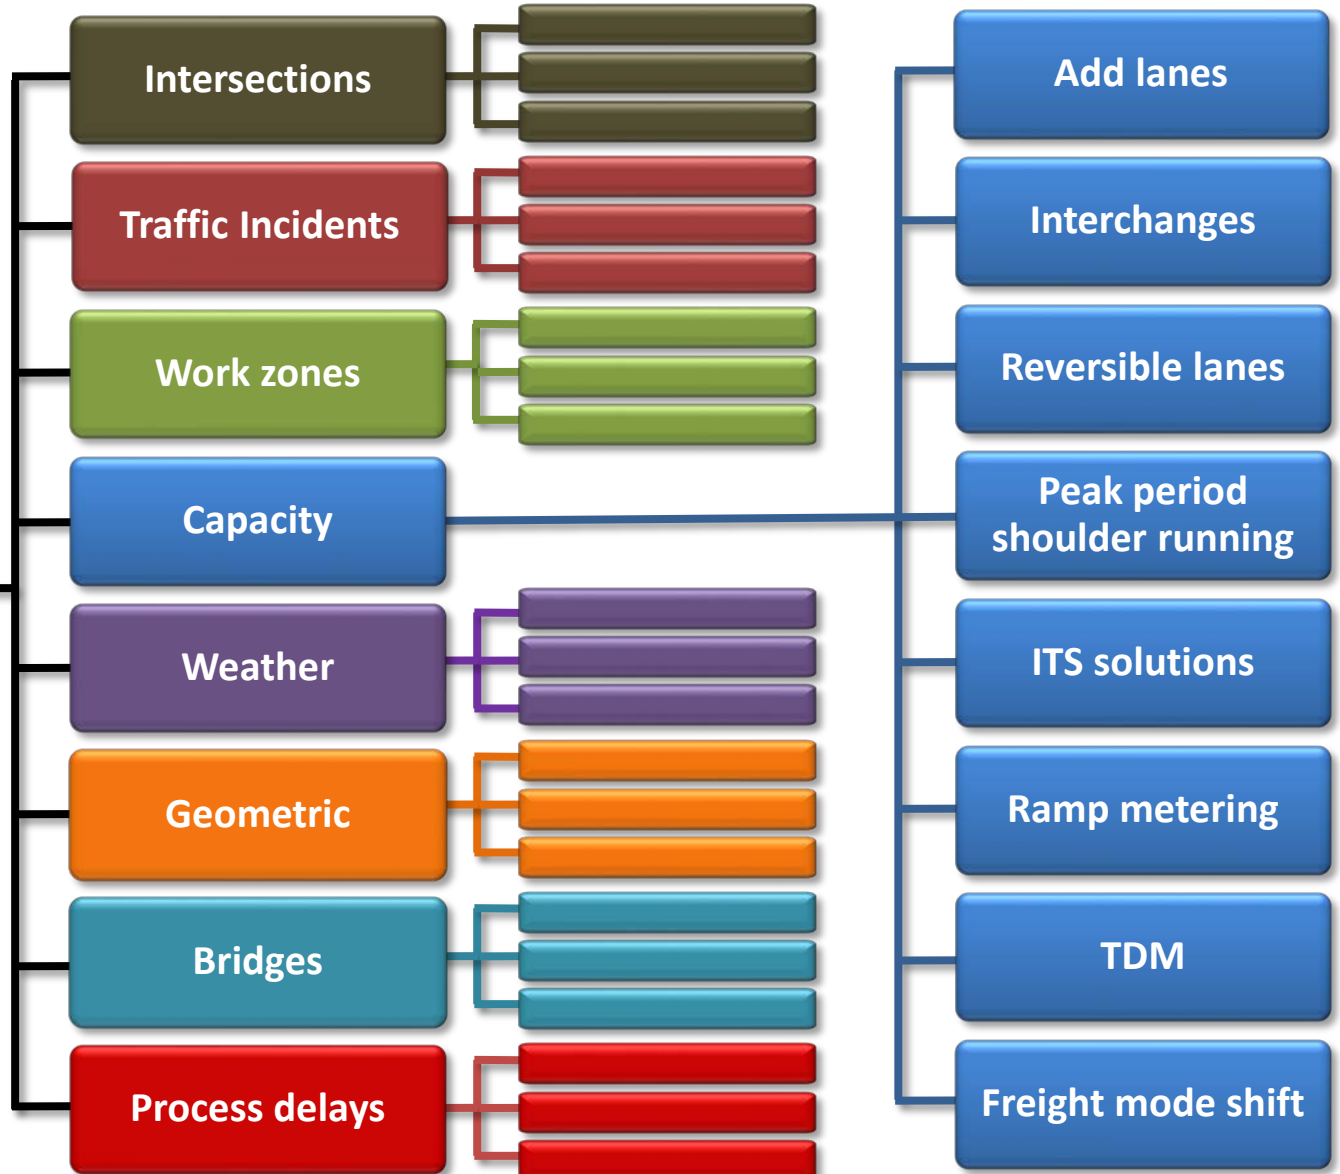 Intersections
Traffic Incidents
Work zones
Capacity
Weather
Geometric
Bridges
Process delays
Add lanes
Interchanges
Reversible lanes
Peak period
shoulder running
ITS solutions
Ramp metering
TDM
Freight mode shift